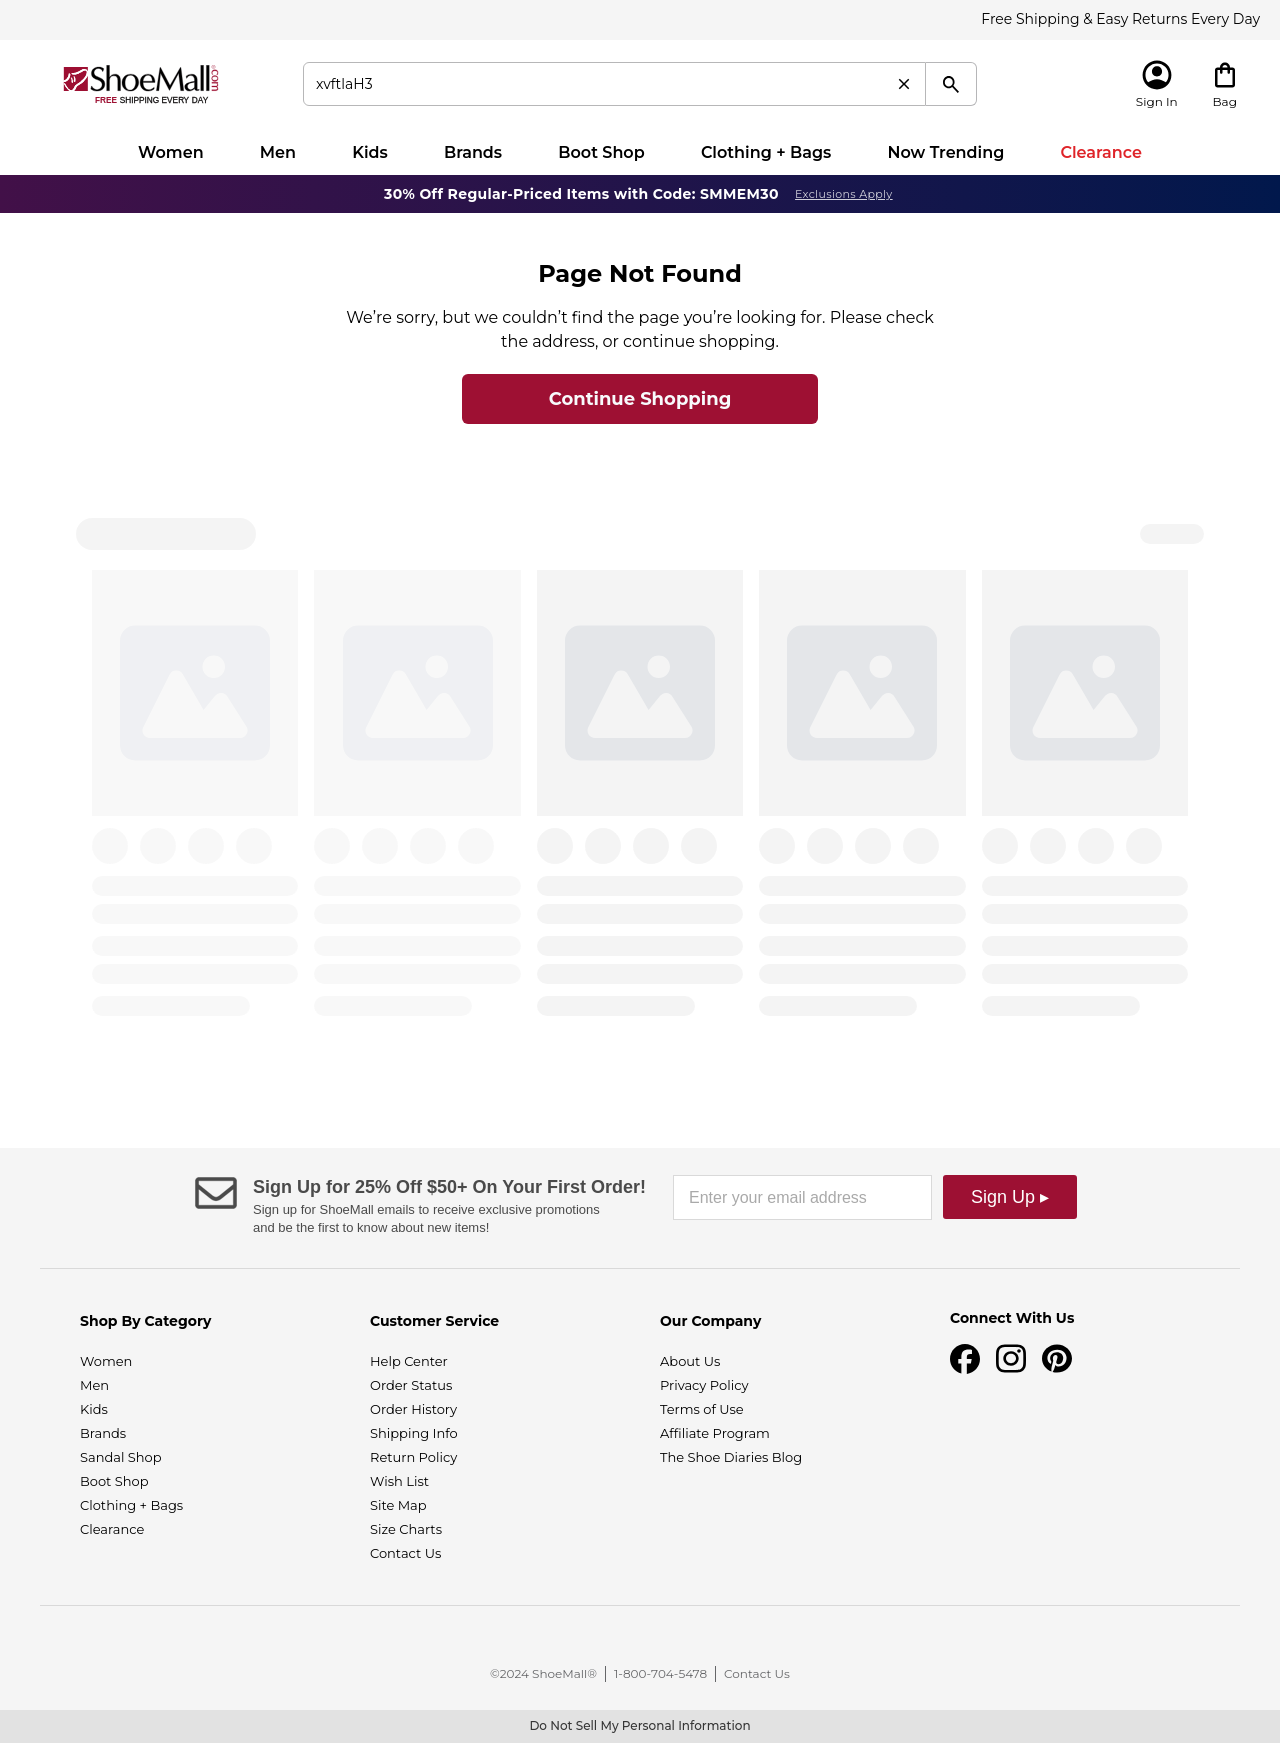 Free Shipping & Easy Returns Every Day
ShoeMall®.com
FREE SHIPPING EVERY DAY
xvftlaH3
Sign In
Bag
Women Men Kids Brands Boot Shop Clothing + Bags Now Trending Clearance
30% Off Regular-Priced Items with Code: SMMEM30 Exclusions Apply
Page Not Found
We’re sorry, but we couldn’t find the page you’re looking for. Please check
the address, or continue shopping.
Continue Shopping
Sign Up for 25% Off $50+ On Your First Order!
Sign up for ShoeMall emails to receive exclusive promotions
and be the first to know about new items!
Enter your email address
Sign Up ▸
Shop By Category
Women
Men
Kids
Brands
Sandal Shop
Boot Shop
Clothing + Bags
Clearance
Customer Service
Help Center
Order Status
Order History
Shipping Info
Return Policy
Wish List
Site Map
Size Charts
Contact Us
Our Company
About Us
Privacy Policy
Terms of Use
Affiliate Program
The Shoe Diaries Blog
Connect With Us
©2024 ShoeMall® | 1-800-704-5478 | Contact Us
Do Not Sell My Personal Information